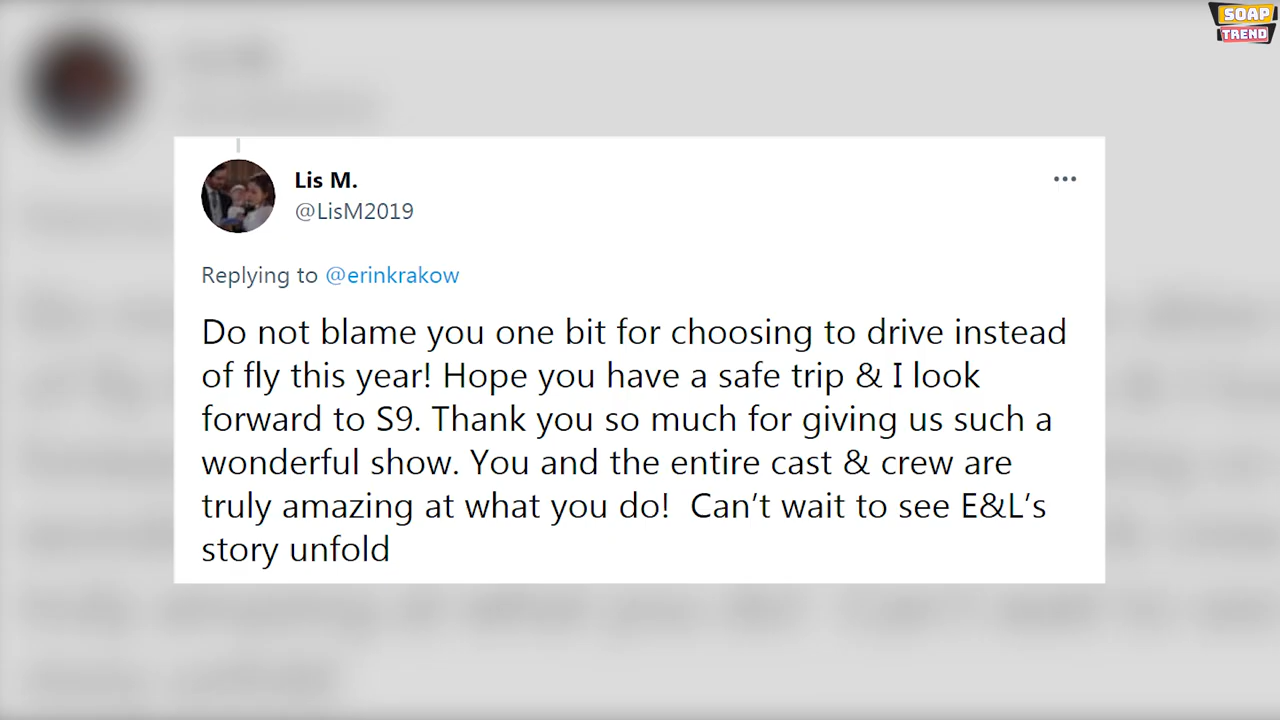 SOAP
TREND
Lis M.
@LisM2019
Replying to @erinkrakow
Do not blame you one bit for choosing to drive instead
of fly this year! Hope you have a safe trip & I look
forward to S9. Thank you so much for giving us such a
wonderful show. You and the entire cast & crew are
truly amazing at what you do!  Can’t wait to see E&L’s
story unfold